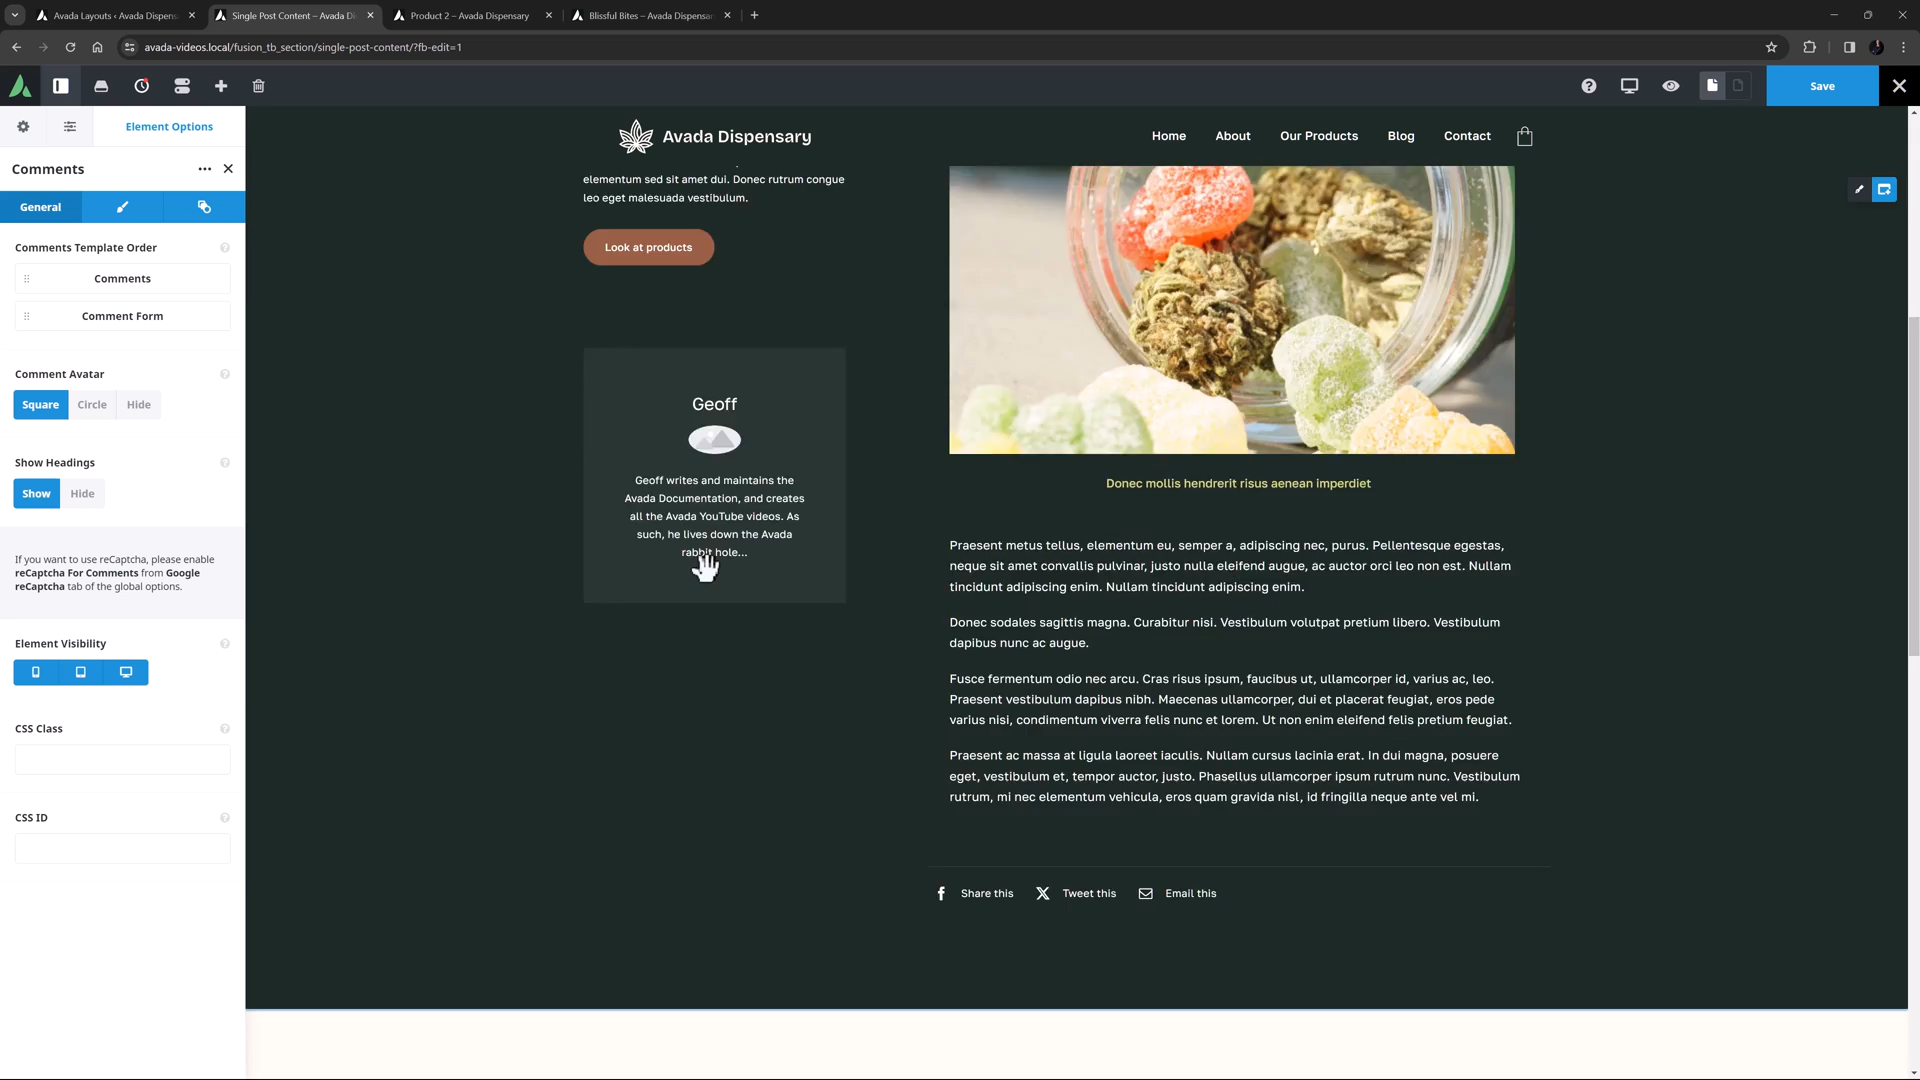 Avada Layouts ‹ Avada Dispens
Single Post Content – Avada Di
Product 2 – Avada Dispensary
Blissful Bites – Avada Dispensar
avada-videos.local/fusion_tb_section/single-post-content/?fb-edit=1
Save
Element Options
Comments
General
Comments Template Order
Comments
Comment Form
Comment Avatar
Square
Circle
Hide
Show Headings
Show
Hide
If you want to use reCaptcha, please enable
reCaptcha For Comments from Google
reCaptcha tab of the global options.
Element Visibility
CSS Class
CSS ID
Avada Dispensary
Home
About
Our Products
Blog
Contact
elementum sed sit amet dui. Donec rutrum congue
leo eget malesuada vestibulum.
Look at products
Geoff
Geoff writes and maintains the
Avada Documentation, and creates
all the Avada YouTube videos. As
such, he lives down the Avada
rabbit hole...
Donec mollis hendrerit risus aenean imperdiet
Praesent metus tellus, elementum eu, semper a, adipiscing nec, purus. Pellentesque egestas,
neque sit amet convallis pulvinar, justo nulla eleifend augue, ac auctor orci leo non est. Nullam
tincidunt adipiscing enim. Nullam tincidunt adipiscing enim.
Donec sodales sagittis magna. Curabitur nisi. Vestibulum volutpat pretium libero. Vestibulum
dapibus nunc ac augue.
Fusce fermentum odio nec arcu. Cras risus ipsum, faucibus ut, ullamcorper id, varius ac, leo.
Praesent vestibulum dapibus nibh. Maecenas ullamcorper, dui et placerat feugiat, eros pede
varius nisi, condimentum viverra felis nunc et lorem. Ut non enim eleifend felis pretium feugiat.
Praesent ac massa at ligula laoreet iaculis. Nullam cursus lacinia erat. In dui magna, posuere
eget, vestibulum et, tempor auctor, justo. Phasellus ullamcorper ipsum rutrum nunc. Vestibulum
rutrum, mi nec elementum vehicula, eros quam gravida nisl, id fringilla neque ante vel mi.
Share this
Tweet this
Email this